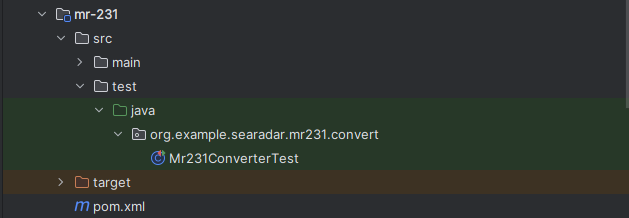 mr-231
src
main
test
java
org.example.searadar.mr231.convert
Mr231ConverterTest
target
pom.xml